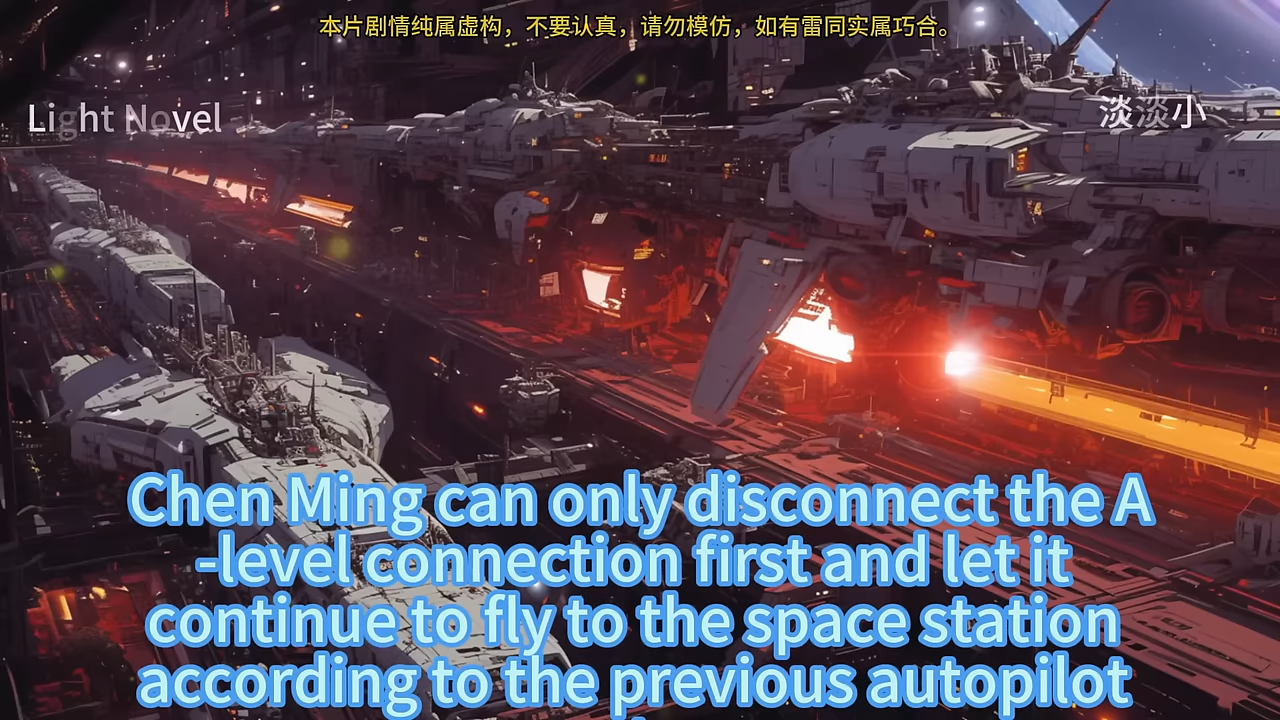 本片剧情纯属虚构，不要认真，请勿模仿，如有雷同实属巧合。
Light Novel
淡淡小
Chen Ming can only disconnect the A
-level connection first and let it
continue to fly to the space station
according to the previous autopilot